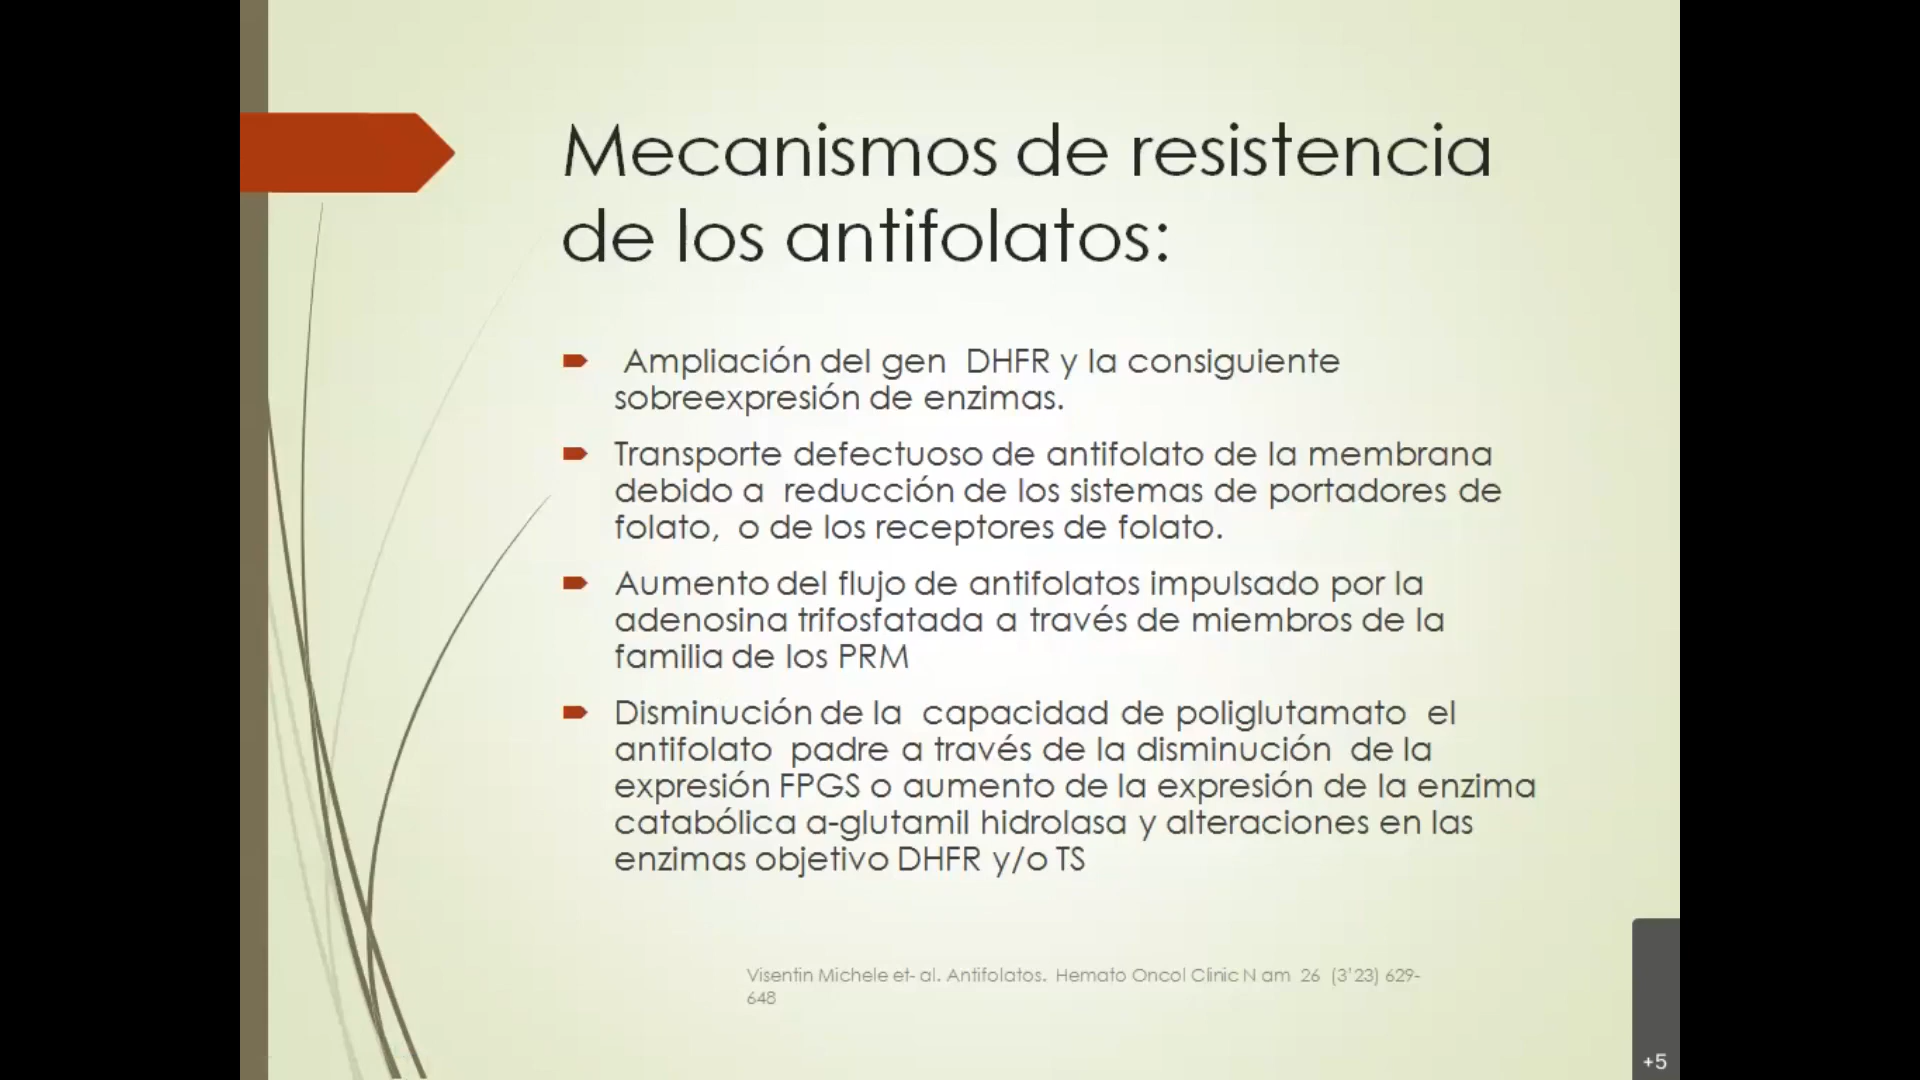 Mecanismos de resistencia
de los antifolatos:
Ampliación del gen DHFR y la consiguiente
sobreexpresión de enzimas.
Transporte defectuoso de antifolato de la membrana
debido a reducción de los sistemas de portadores de
folato, o de los receptores de folato.
Aumento del flujo de antifolatos impulsado por la
adenosina trifosfatada a través de miembros de la
familia de los PRM
Disminución de la capacidad de poliglutamato el
antifolato padre a través de la disminución de la
expresión FPGS o aumento de la expresión de la enzima
catabólica a-glutamil hidrolasa y alteraciones en las
enzimas objetivo DHFR y/o TS
Visentin Michele et- al. Antifolatos. Hemato Oncol Clinic N am 26 (3'23) 629-
648
+5